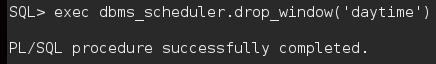 SQL> exec dbms_scheduler.drop_window('daytime')
PL/SQL procedure successfully completed.